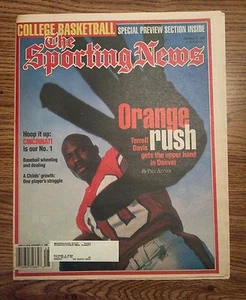 COLLEGE BASKETBALL SPECIAL PREVIEW SECTION INSIDE
The
Sporting News
Orange
rush
Terrell
Davis
gets the upper hand
in Denver
Hoop it up:
CINCINNATI
is our No. 1
Baseball wheeling
and dealing
A Childs' growth:
One player's struggle